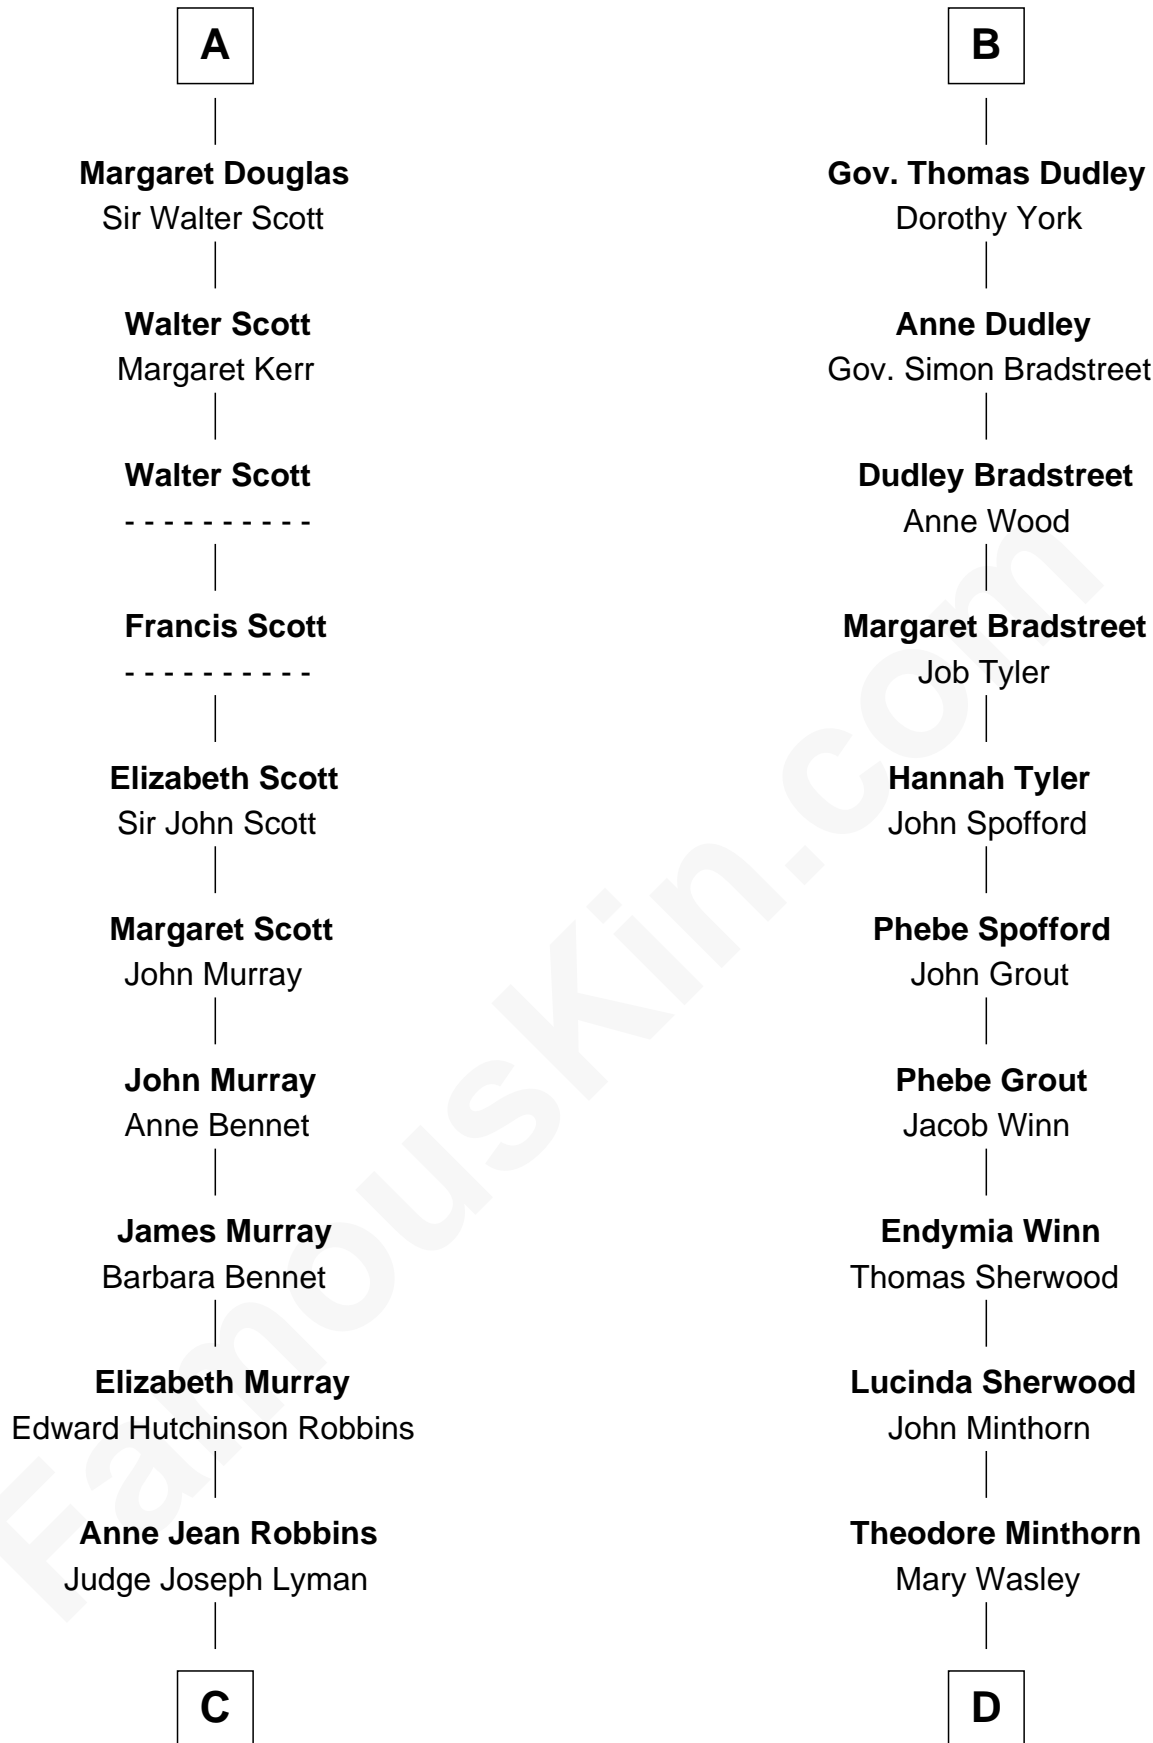 A
Margaret Douglas
Sir Walter Scott
Walter Scott
Margaret Kerr
Walter Scott
- - - - - - - - - -
Francis Scott
- - - - - - - - - -
Elizabeth Scott
Sir John Scott
Margaret Scott
John Murray
John Murray
Anne Bennet
James Murray
Barbara Bennet
Elizabeth Murray
Edward Hutchinson Robbins
Anne Jean Robbins
Judge Joseph Lyman
C
B
Gov. Thomas Dudley
Dorothy York
Anne Dudley
Gov. Simon Bradstreet
Dudley Bradstreet
Anne Wood
Margaret Bradstreet
Job Tyler
Hannah Tyler
John Spofford
Phebe Spofford
John Grout
Phebe Grout
Jacob Winn
Endymia Winn
Thomas Sherwood
Lucinda Sherwood
John Minthorn
Theodore Minthorn
Mary Wasley
D
FamousKin.com